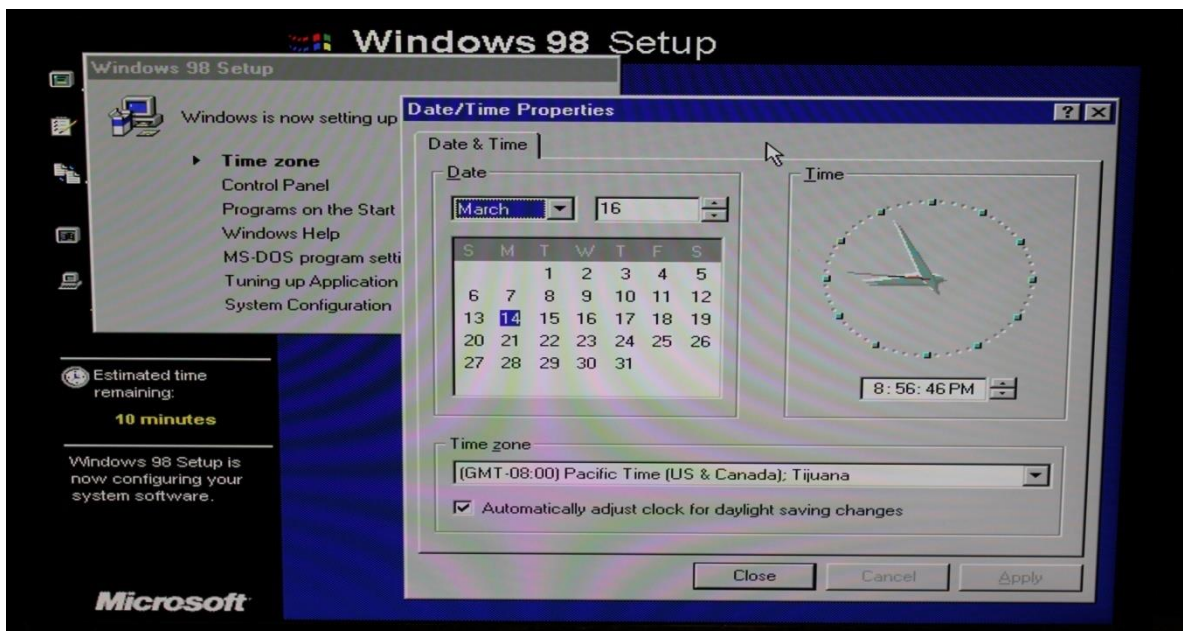 Windows 98 Setup
Windows 98 Setup
Windows is now setting up
Time zone
Control Panel
Programs on the Start
Windows Help
MS-DOS program setti
Tuning up Application
System Configuration
Estimated time
remaining:
10 minutes
Windows 98 Setup is
now configuring your
system software.
Microsoft
Date/Time Properties
Date & Time
Date
March 16
S M T W T F S
1 2 3 4 5
6 7 8 9 10 11 12
13 14 15 16 17 18 19
20 21 22 23 24 25 26
27 28 29 30 31
Time
8:56:46 PM
Time zone
(GMT-08:00) Pacific Time (US & Canada); Tijuana
Automatically adjust clock for daylight saving changes
Close Cancel Apply